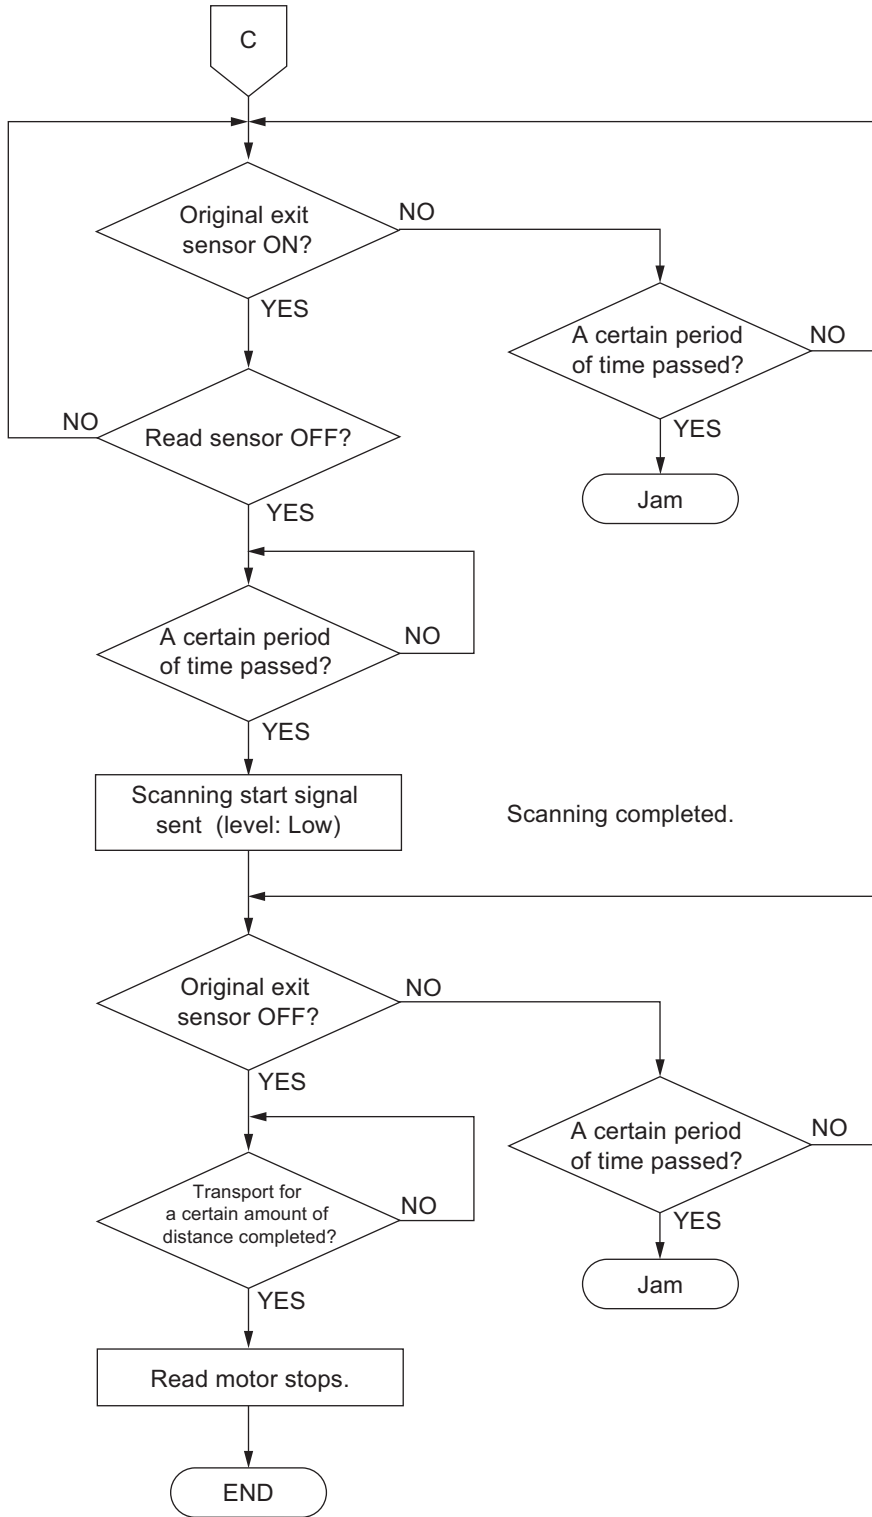 C
Original exit
sensor ON?
NO
YES
A certain period
of time passed?
NO
YES
Jam
Read sensor OFF?
NO
YES
A certain period
of time passed?
NO
YES
Scanning start signal
sent (level: Low)
Scanning completed.
Original exit
sensor OFF?
NO
YES
A certain period
of time passed?
NO
YES
Jam
Transport for
a certain amount of
distance completed?
NO
YES
Read motor stops.
END